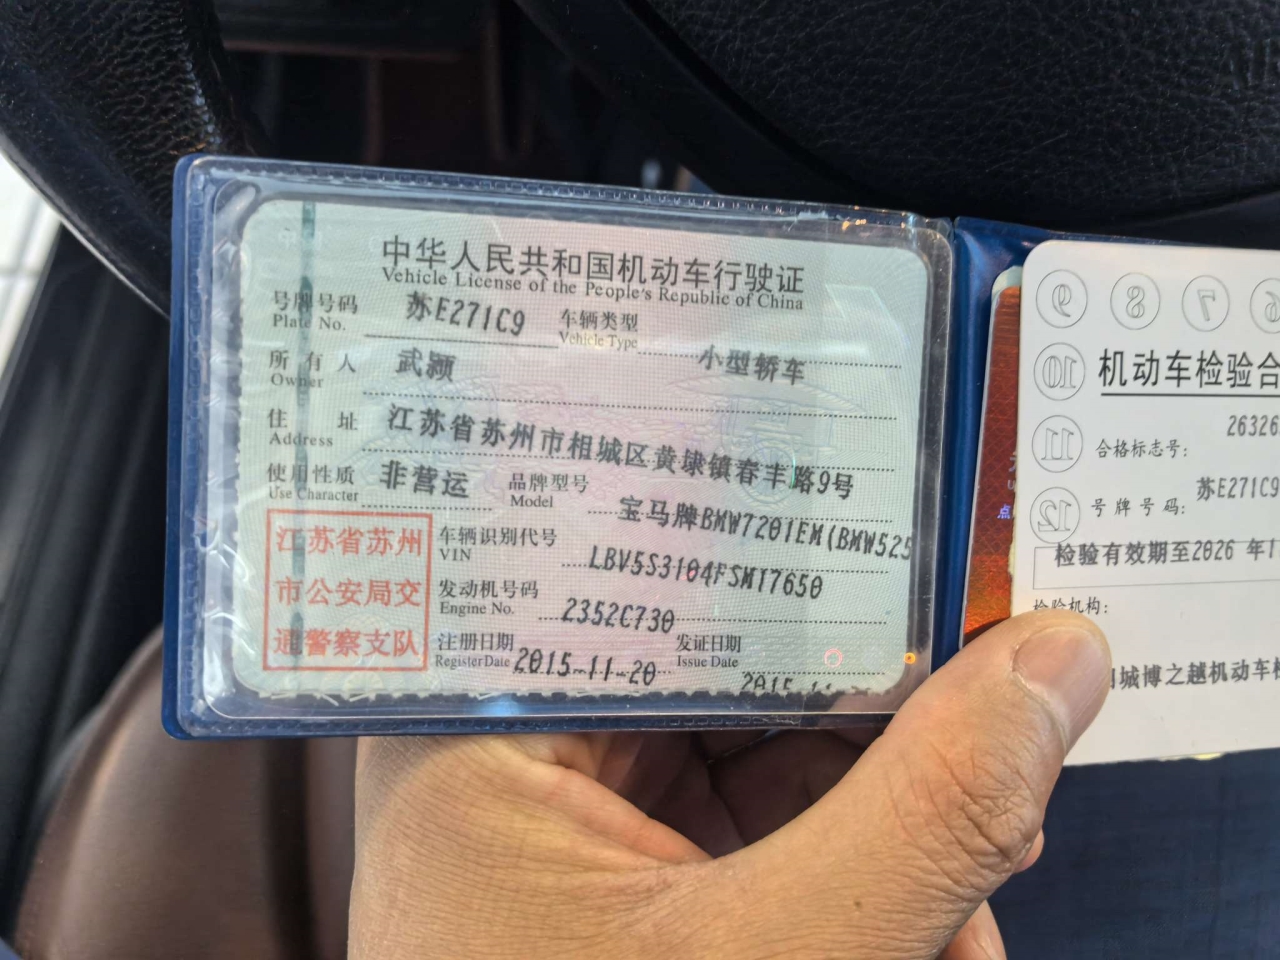 中华人民共和国机动车行驶证
Vehicle License of the People's Republic of China
号牌号码 苏E271C9 车辆类型 小型轿车
Plate No. Vehicle Type
所有人 武颍
Owner
住址 江苏省苏州市相城区黄埭镇春丰路9号
Address
使用性质 非营运 品牌型号 宝马牌BMW7201EM(BMW525
Use Character Model
江苏省苏州
市公安局交
通警察支队
车辆识别代号 LBV5S3104FSM17650
VIN
发动机号码 2352C730
Engine No.
注册日期 2015-11-20 发证日期 2015-11-
Register Date Issue Date
9 8 7 6
10
11
12
机动车检验合
合格标志号: 26326
号牌号码: 苏E271C9
检验有效期至2026 年1
检验机构:
城博之越机动车